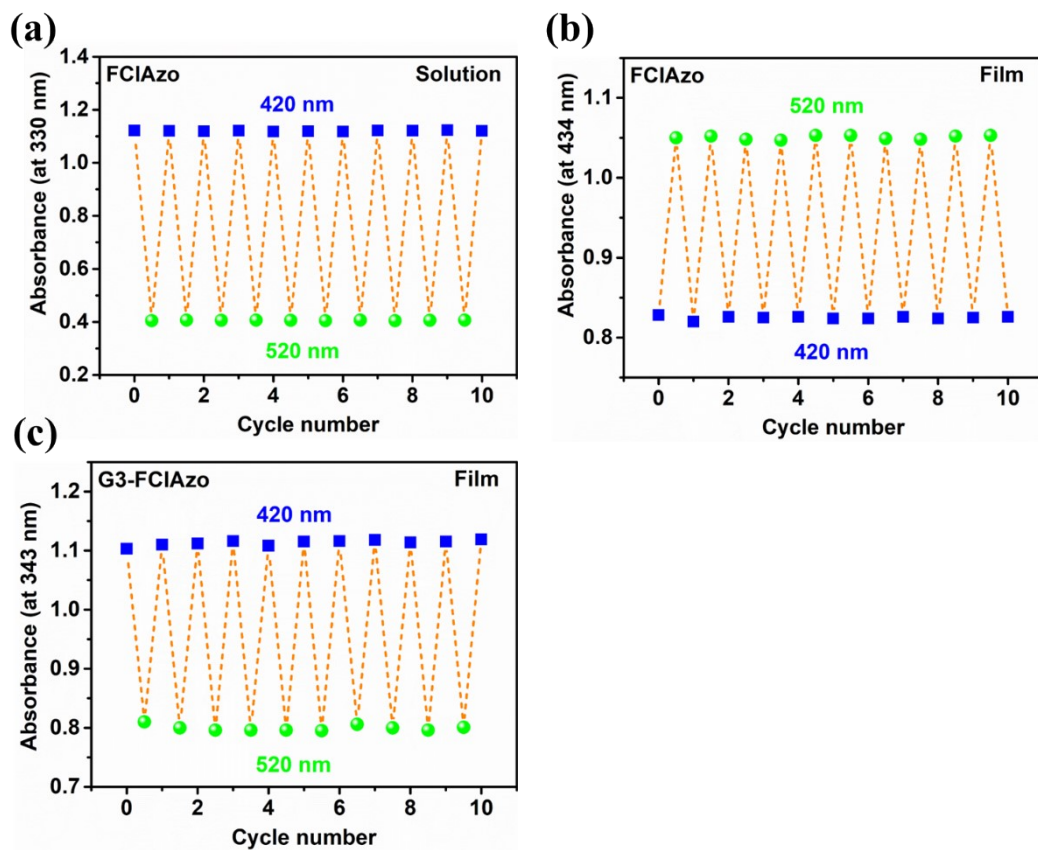 (a)
FClAzo Solution
420 nm
520 nm
Absorbance (at 330 nm)
1.4
1.2
1.0
0.8
0.6
0.4
0.2
0 2 4 6 8 10
Cycle number
(b)
FClAzo Film
520 nm
420 nm
Absorbance (at 434 nm)
1.1
1.0
0.9
0.8
0 2 4 6 8 10
Cycle number
(c)
G3-FClAzo Film
420 nm
520 nm
Absorbance (at 343 nm)
1.2
1.1
1.0
0.9
0.8
0.7
0 2 4 6 8 10
Cycle number